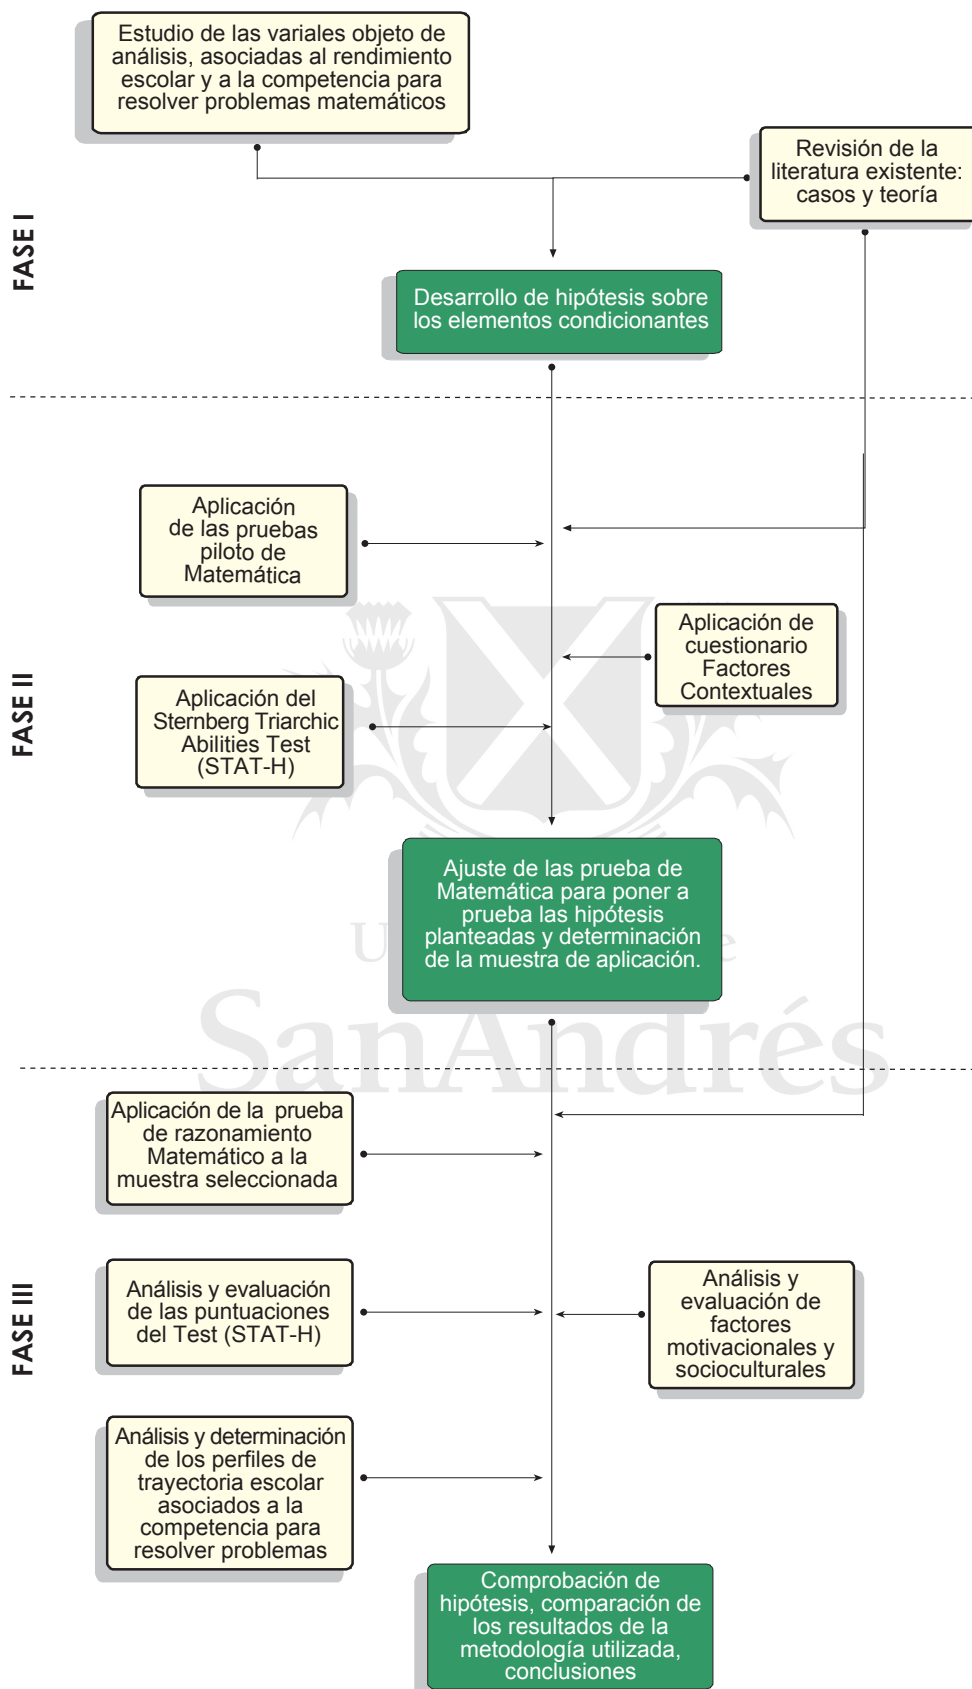 Estudio de las variales objeto de
análisis, asociadas al rendimiento
escolar y a la competencia para
resolver problemas matemáticos
Revisión de la
literatura existente:
casos y teoría
FASE I
Desarrollo de hipótesis sobre
los elementos condicionantes
Aplicación
de las pruebas
piloto de
Matemática
Aplicación de
cuestionario
Factores
Contextuales
FASE II
Aplicación del
Sternberg Triarchic
Abilities Test
(STAT-H)
Ajuste de las prueba de
Matemática para poner a
prueba las hipótesis
planteadas y determinación
de la muestra de aplicación.
SanAndrés
Aplicación de la prueba
de razonamiento
Matemático a la
muestra seleccionada
FASE III
Análisis y evaluación
de las puntuaciones
del Test (STAT-H)
Análisis y
evaluación de
factores
motivacionales y
socioculturales
Análisis y determinación
de los perfiles de
trayectoria escolar
asociados a la
competencia para
resolver problemas
Comprobación de
hipótesis, comparación de
los resultados de la
metodología utilizada,
conclusiones